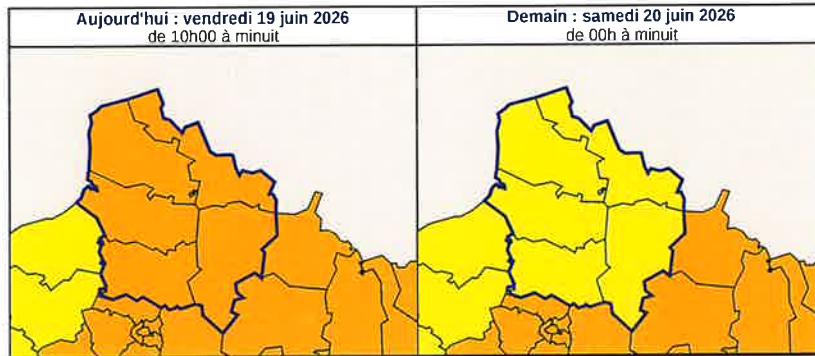 Aujourd'hui : vendredi 19 juin 2026
de 10h00 à minuit
Demain : samedi 20 juin 2026
de 00h à minuit